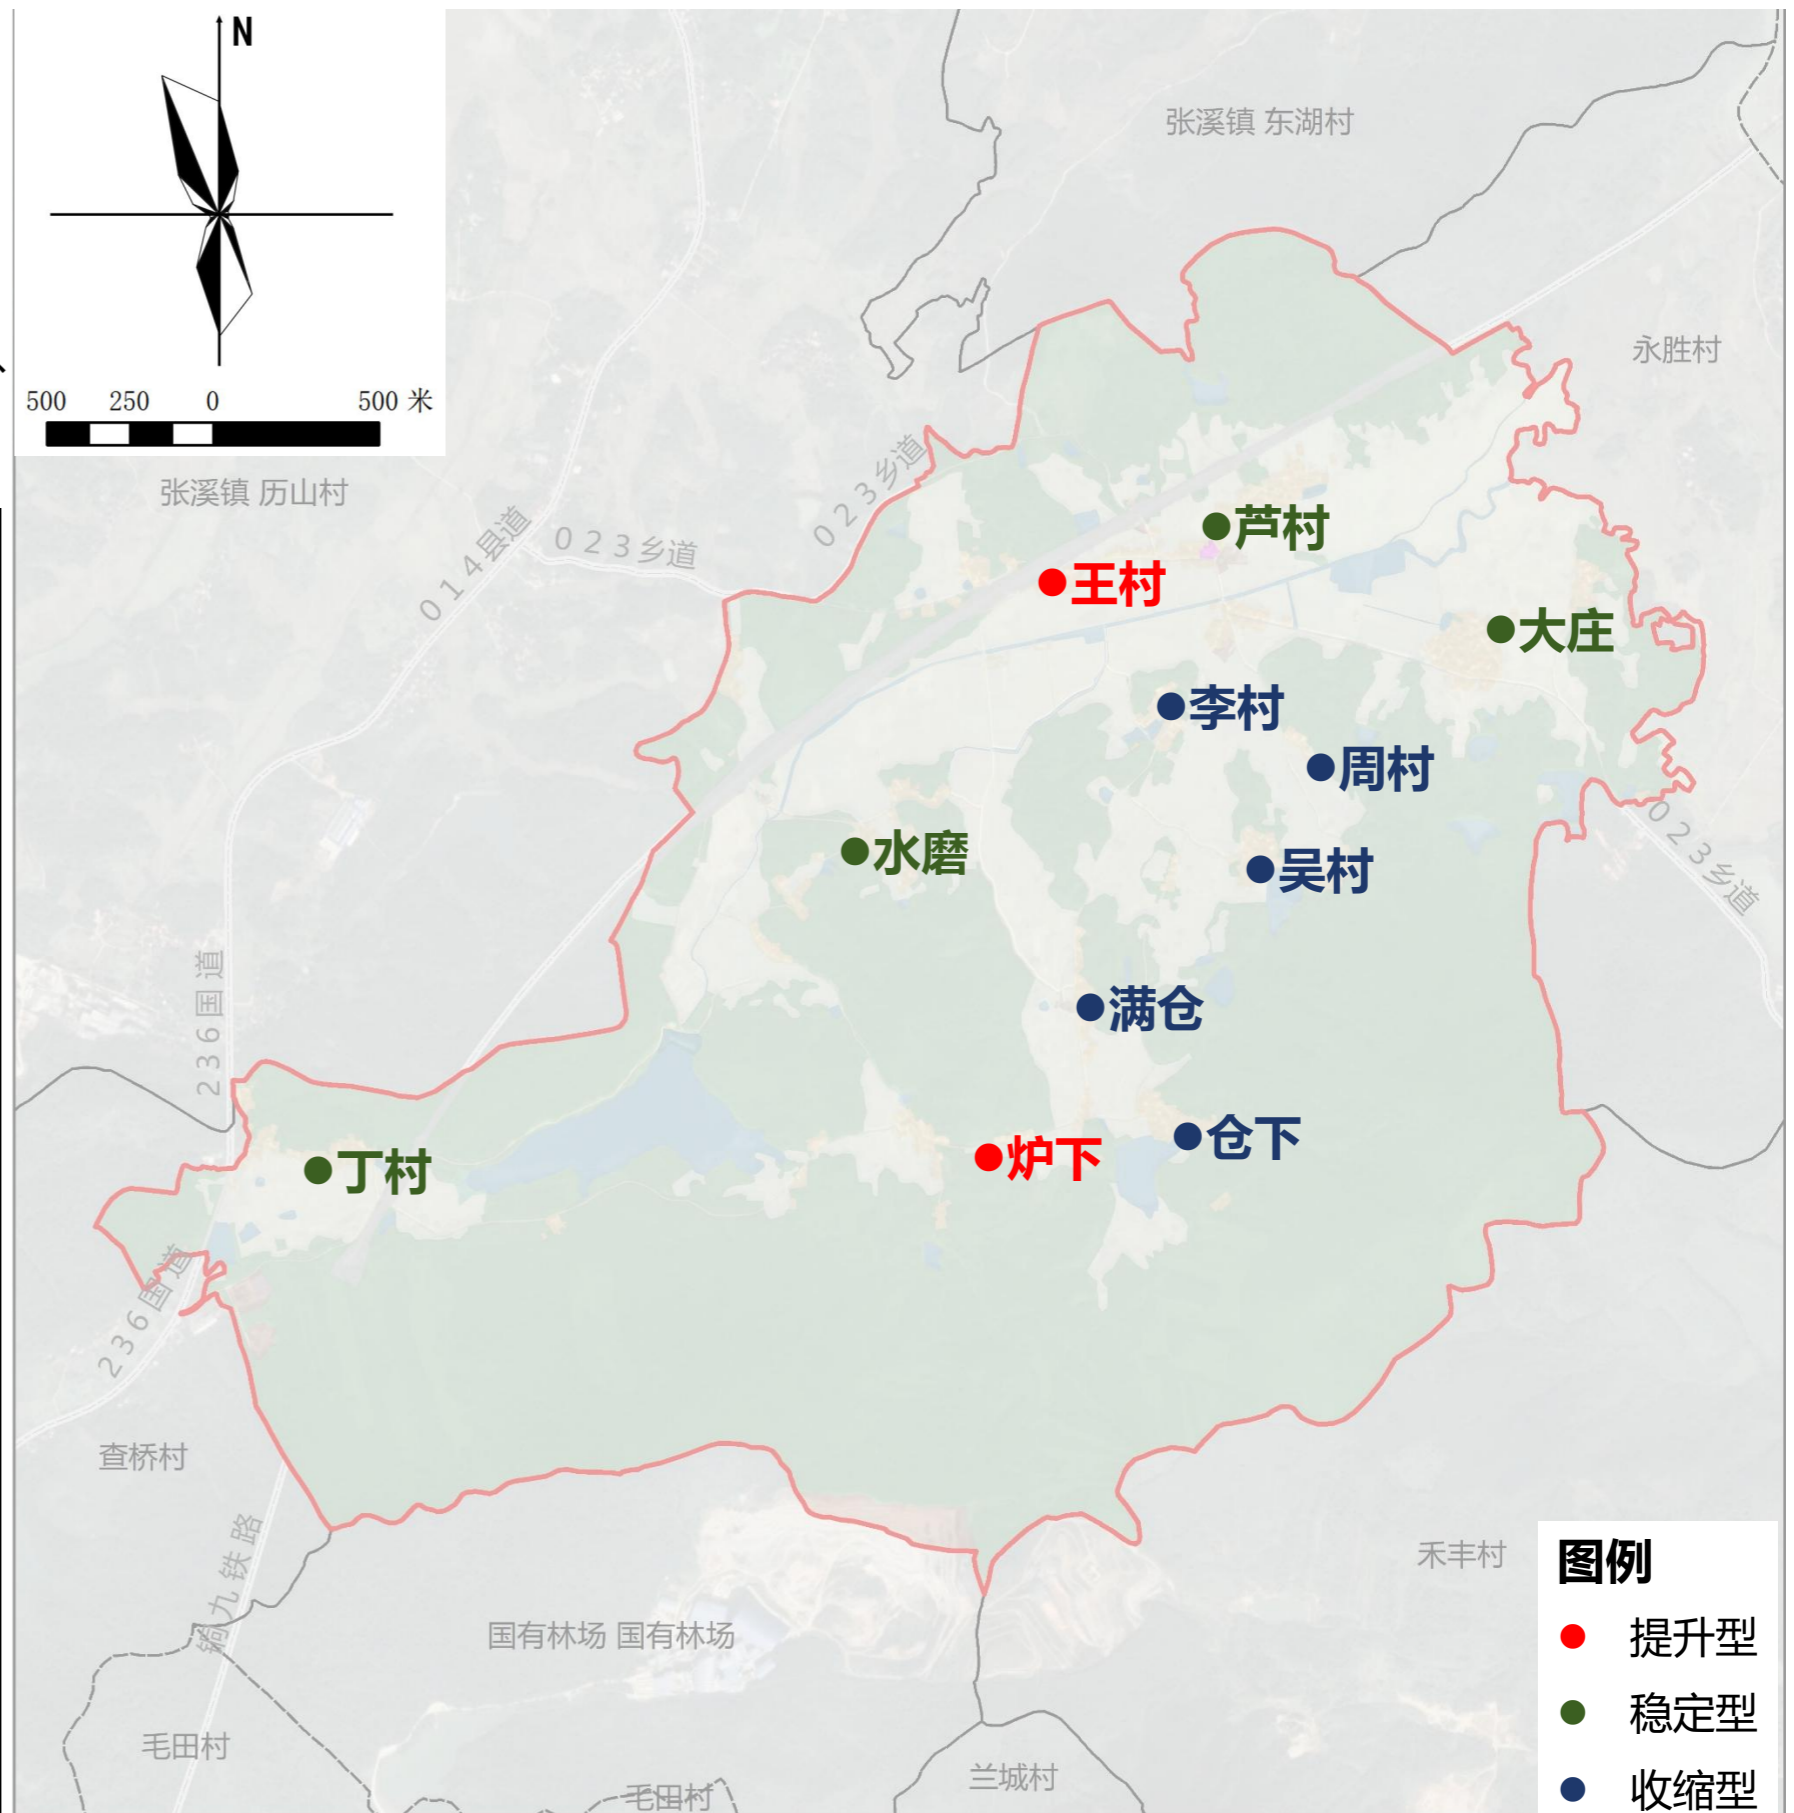 N
500 250 0 500 米
张溪镇 东湖村
永胜村
张溪镇 历山村
023乡道
014县道
023乡道
芦村
王村
大庄
李村
周村
023乡道
水磨
吴村
236国道
满仓
仓下
炉下
丁村
236国道
查桥村
禾丰村
图例
提升型
稳定型
收缩型
九铁路
国有林场 国有林场
毛田村
毛田村
兰城村